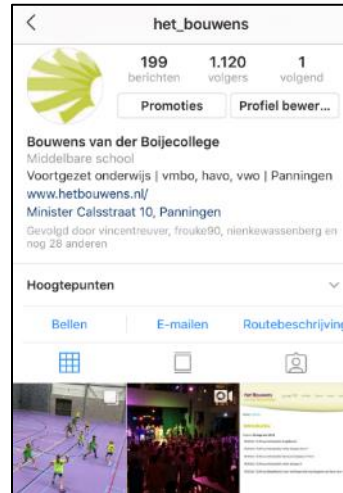 het_bouwens
199 1.120 1
berichten volgers volgend
Promoties Profiel bewer...
Bouwens van der Boijecollege
Middelbare school
Voortgezet onderwijs | vmbo, havo, vwo | Panningen
www.hetbouwens.nl/
Minister Calsstraat 10, Panningen
Gevolgd door vincentreuver, frouke90, nienkewassenberg en
nog 28 anderen
Hoogtepunten
Bellen E-mailen Routebeschrijving
het Bouwens